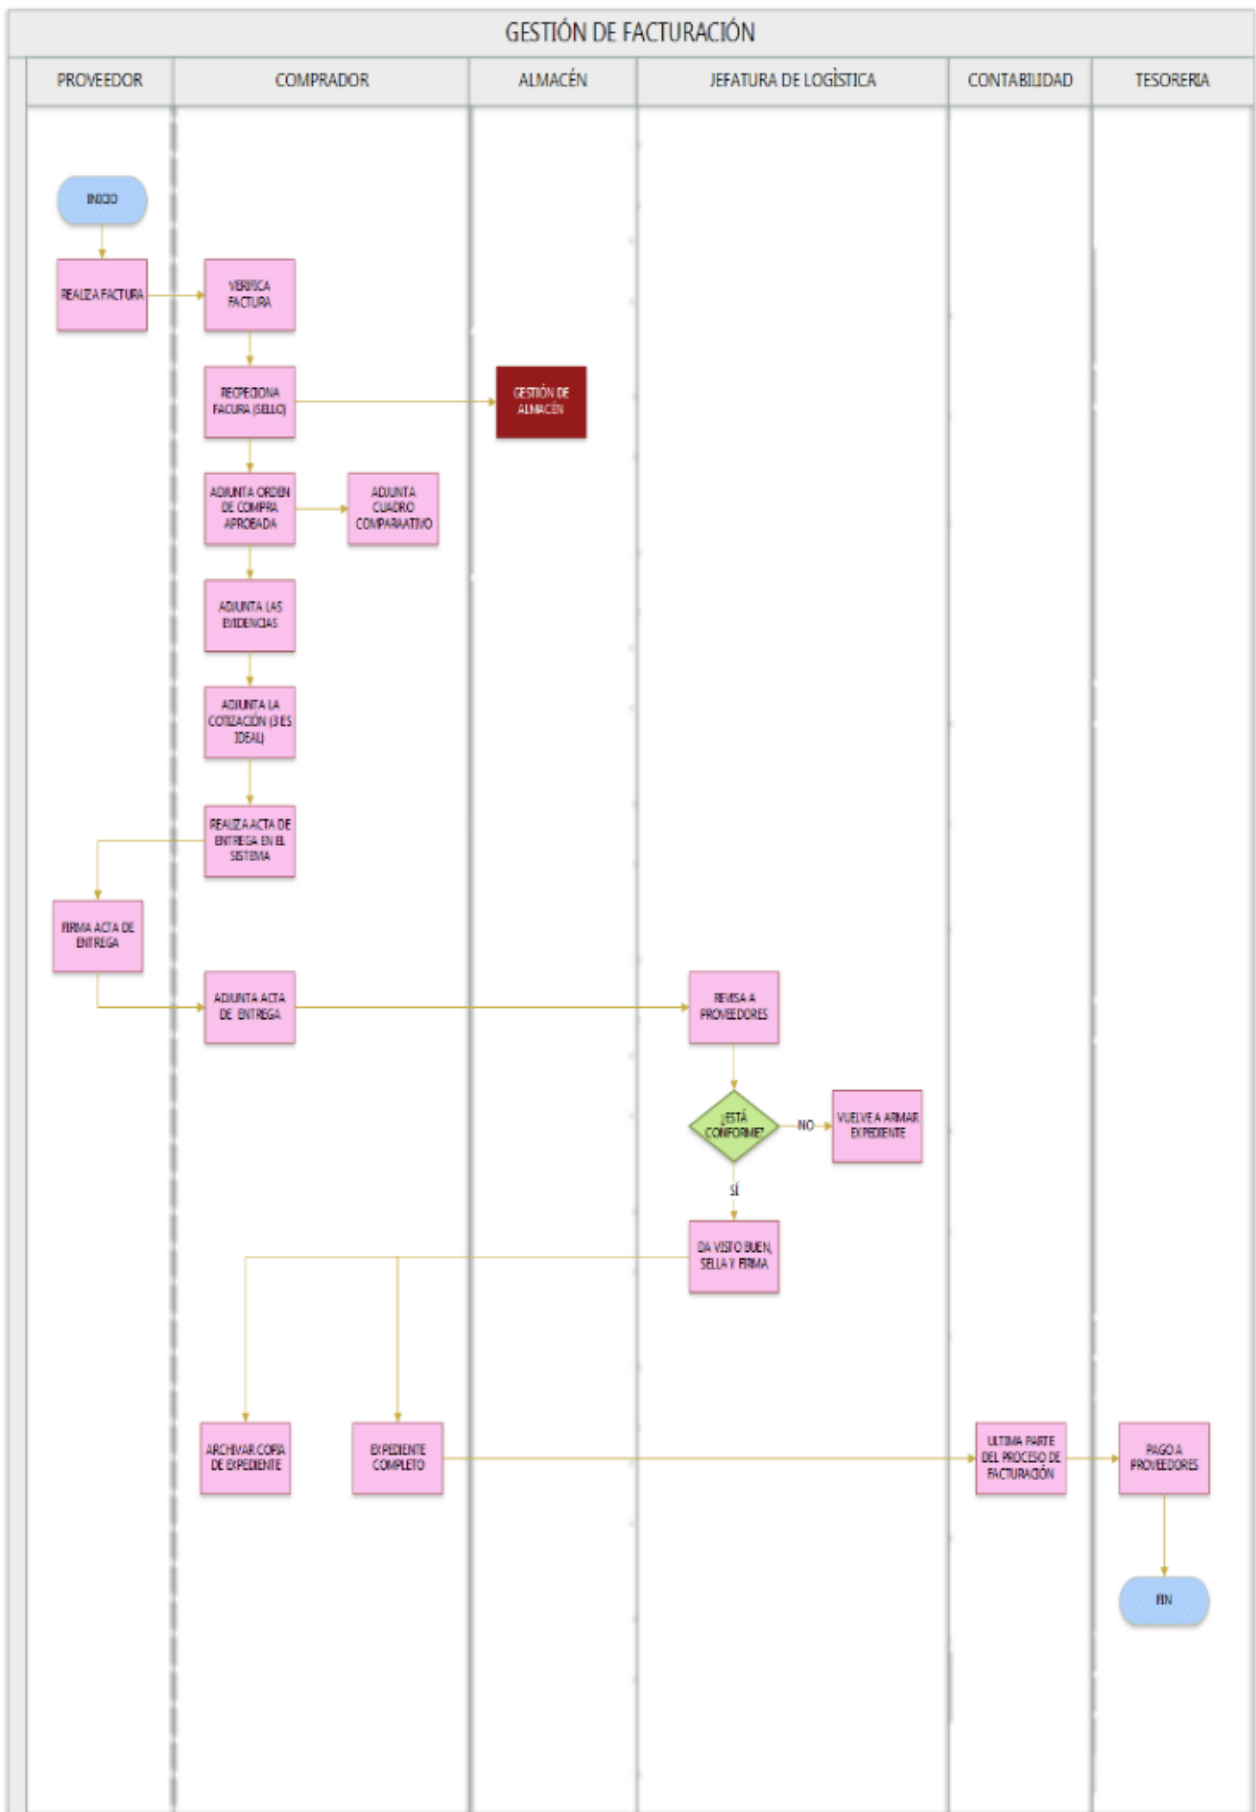 GESTIÓN DE FACTURACIÓN
PROVEEDOR
COMPRADOR
ALMACÉN
JEFATURA DE LOGÌSTICA
CONTABILIDAD
TESORERIA
INICIO
REALIZA FACTURA
VERIFICA
FACTURA
RECPECIONA
FACURA (SELLO)
GESTIÓN DE
ALMACÉN
ADJUNTA ORDEN
DE COMPRA
APROBADA
ADJUNTA
CUADRO
COMPARAATIVO
ADJUNTA LAS
EVIDENCIAS
ADJUNTA LA
COTIZACIÓN (3 ES
IDEAL)
REALIZA ACTA DE
ENTREGA EN EL
SISTEMA
FIRMA ACTA DE
ENTREGA
ADJUNTA ACTA
DE ENTREGA
REVISA A
PROVEEDORES
¿ESTÁ
CONFORME?
NO
VUELVE A ARMAR
EXPEDIENTE
SÍ
DA VISTO BUEN,
SELLA Y FIRMA
ARCHIVAR COPIA
DE EXPEDIENTE
EXPEDIENTE
COMPLETO
ULTIMA PARTE
DEL PROCESO DE
FACTURACIÓN
PAGO A
PROVEEDORES
FIN